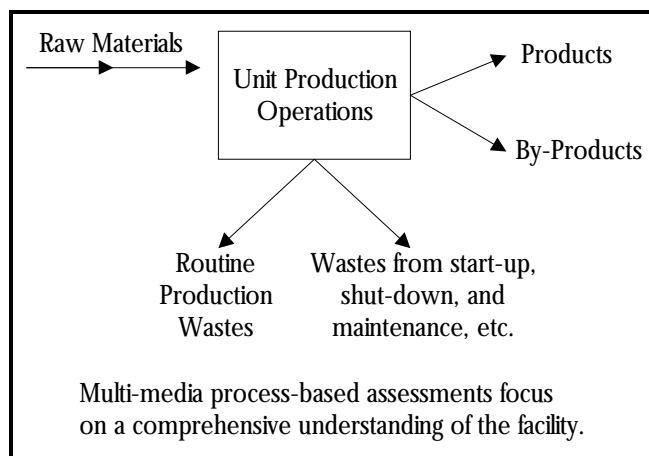 Raw Materials
Unit Production
Operations
Products
By-Products
Routine
Production
Wastes
Wastes from start-up,
shut-down, and
maintenance, etc.
Multi-media process-based assessments focus
on a comprehensive understanding of the facility.